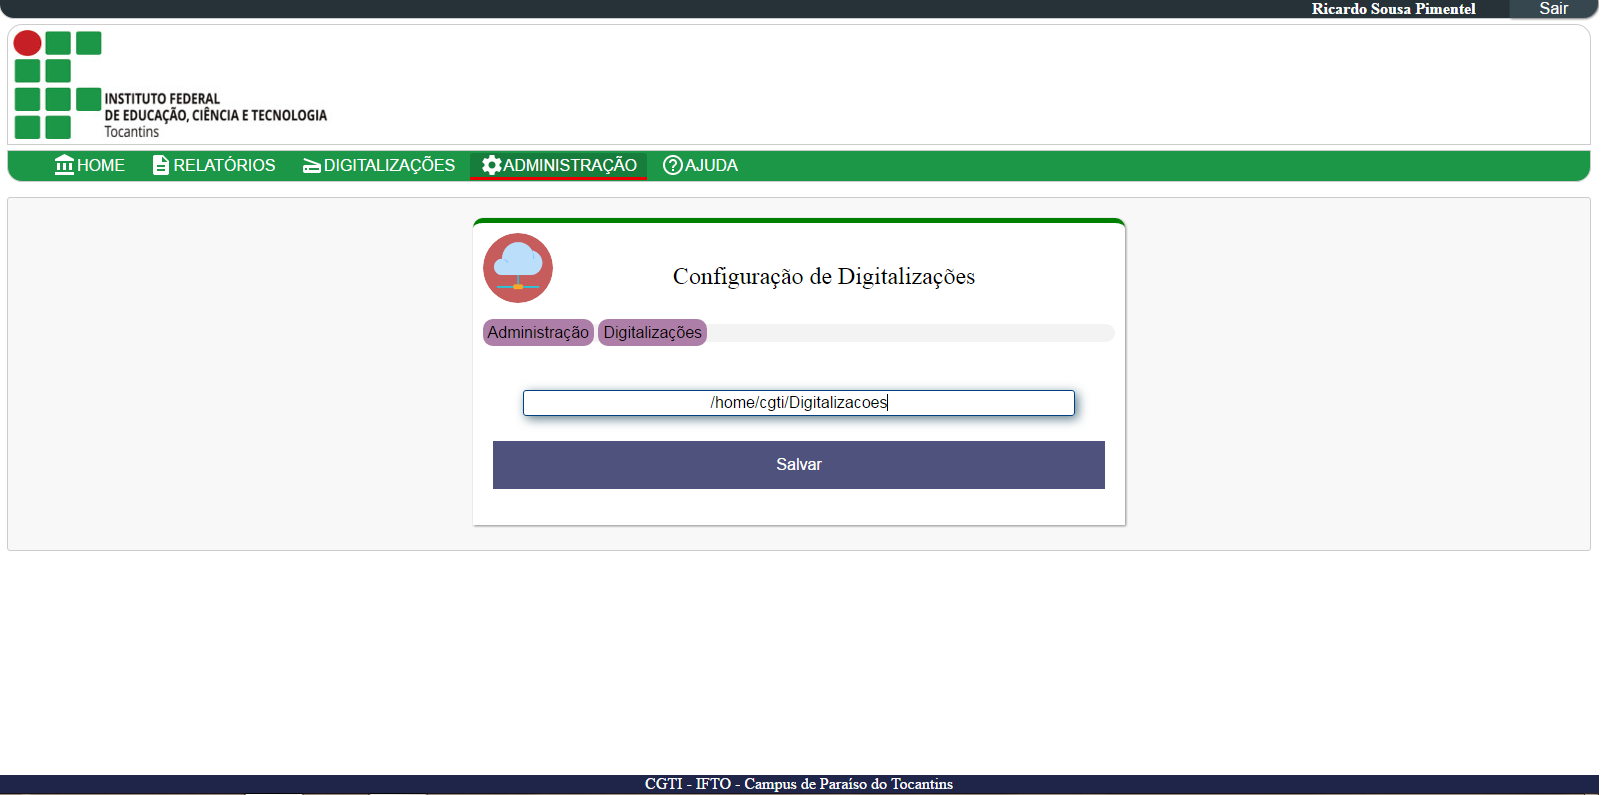 Ricardo Sousa Pimentel Sair
INSTITUTO FEDERAL
DE EDUCAÇÃO, CIÊNCIA E TECNOLOGIA
Tocantins
HOME RELATÓRIOS DIGITALIZAÇÕES ADMINISTRAÇÃO AJUDA
Configuração de Digitalizações
Administração Digitalizações
/home/cgti/Digitalizacoes
Salvar
CGTI - IFTO - Campus de Paraíso do Tocantins